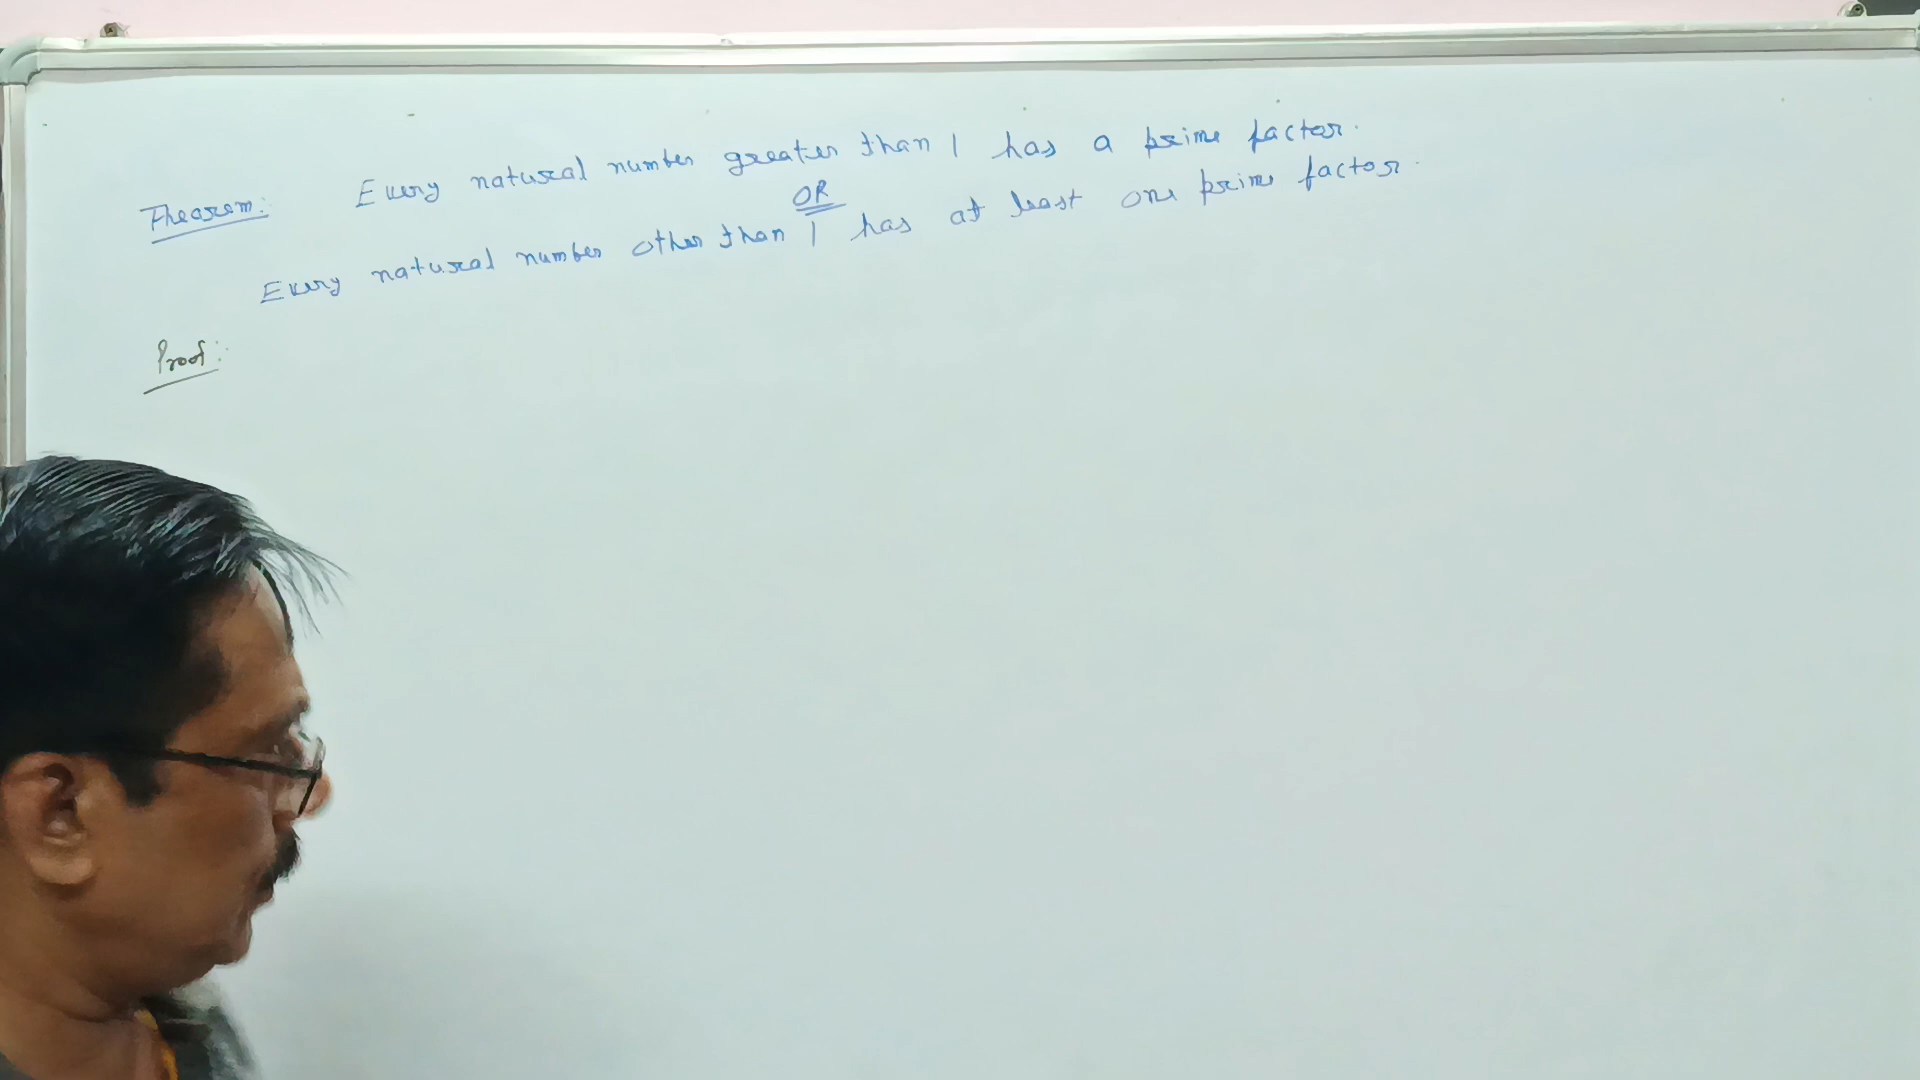 Theorem: Every natural number greater than 1 has a prime factor.
OR
Every natural number other than 1 has at least one prime factor.
Proof: